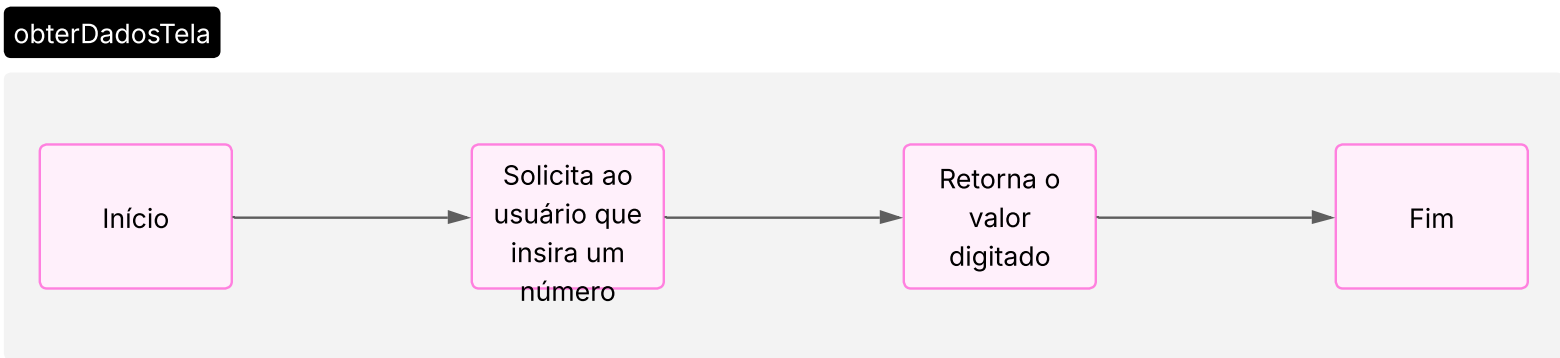 obterDadosTela
Início
Solicita ao
usuário que
insira um
número
Retorna o
valor
digitado
Fim